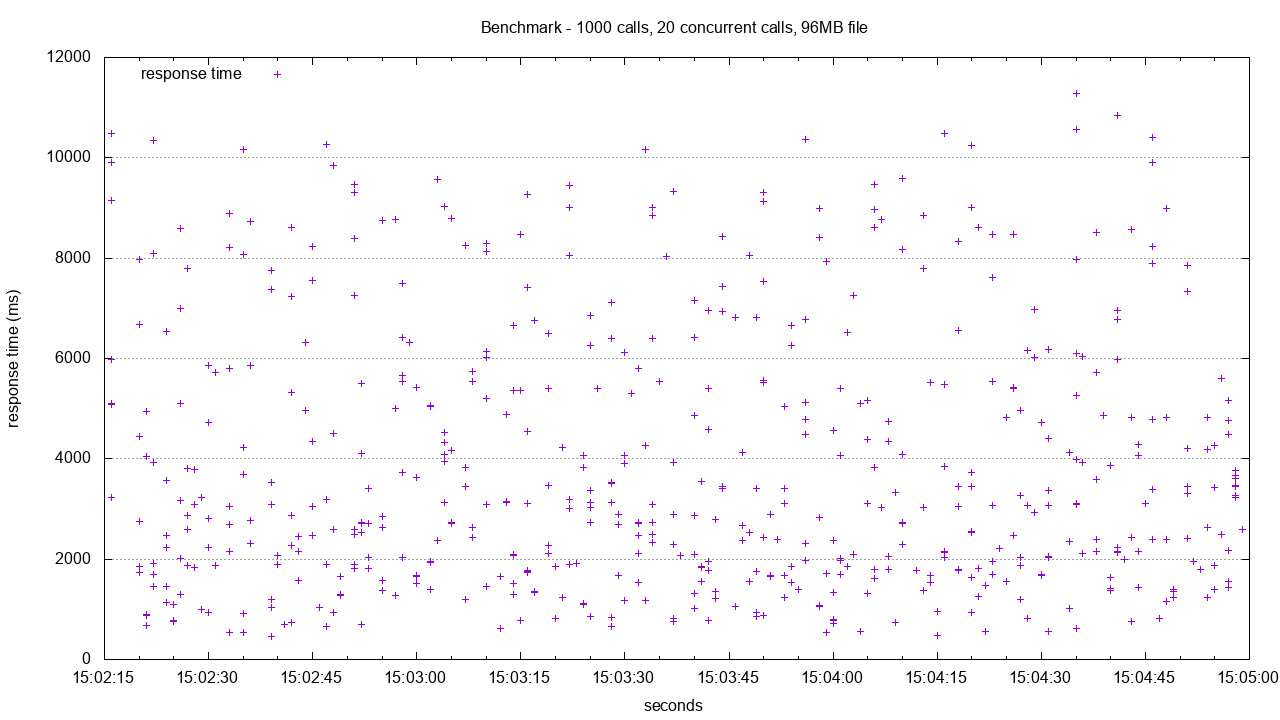 Benchmark - 1000 calls, 20 concurrent calls, 96MB file
response time
12000
10000
8000
6000
4000
2000
0
response time (ms)
15:02:15 15:02:30 15:02:45 15:03:00 15:03:15 15:03:30 15:03:45 15:04:00 15:04:15 15:04:30 15:04:45 15:05:00
seconds